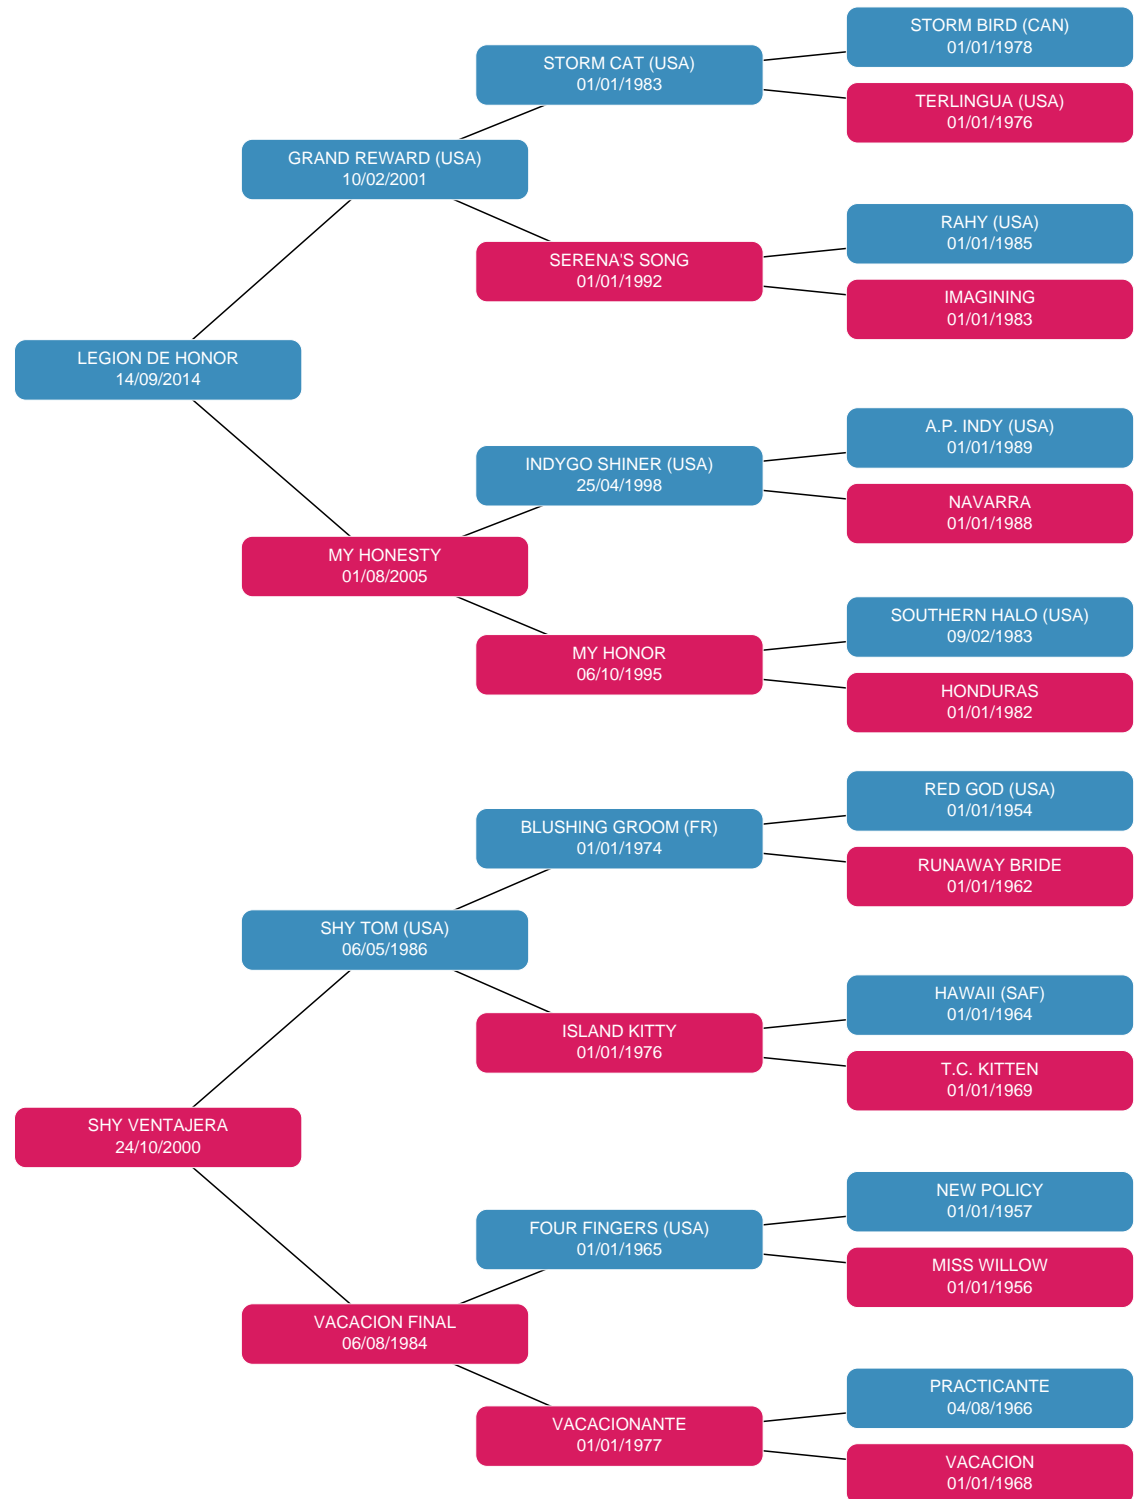 STORM BIRD (CAN)
01/01/1978
STORM CAT (USA)
01/01/1983
TERLINGUA (USA)
01/01/1976
GRAND REWARD (USA)
10/02/2001
RAHY (USA)
01/01/1985
SERENA'S SONG
01/01/1992
IMAGINING
01/01/1983
LEGION DE HONOR
14/09/2014
A.P. INDY (USA)
01/01/1989
INDYGO SHINER (USA)
25/04/1998
NAVARRA
01/01/1988
MY HONESTY
01/08/2005
SOUTHERN HALO (USA)
09/02/1983
MY HONOR
06/10/1995
HONDURAS
01/01/1982
RED GOD (USA)
01/01/1954
BLUSHING GROOM (FR)
01/01/1974
RUNAWAY BRIDE
01/01/1962
SHY TOM (USA)
06/05/1986
HAWAII (SAF)
01/01/1964
ISLAND KITTY
01/01/1976
T.C. KITTEN
01/01/1969
SHY VENTAJERA
24/10/2000
NEW POLICY
01/01/1957
FOUR FINGERS (USA)
01/01/1965
MISS WILLOW
01/01/1956
VACACION FINAL
06/08/1984
PRACTICANTE
04/08/1966
VACACIONANTE
01/01/1977
VACACION
01/01/1968